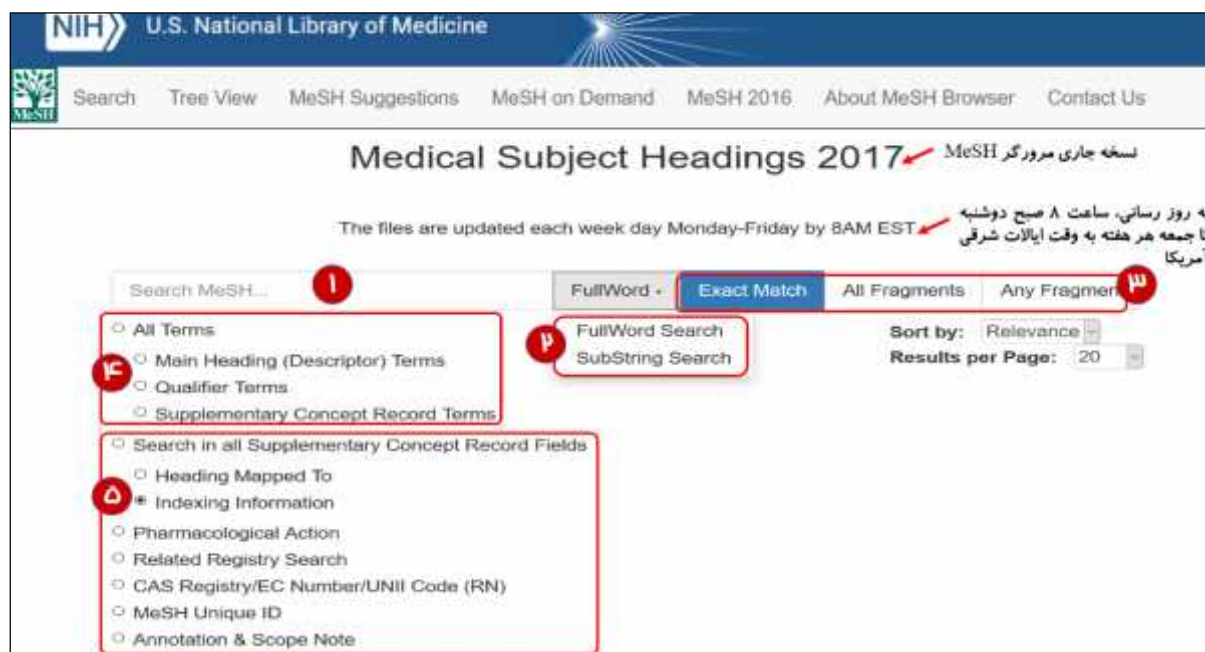 NIH U.S. National Library of Medicine
MeSH Search Tree View MeSH Suggestions MeSH on Demand MeSH 2016 About MeSH Browser Contact Us
Medical Subject Headings 2017
نسخه جاری مرورگر MeSH
The files are updated each week day Monday-Friday by 8AM EST
ه روز رسانی، ساعت ۸ صبح دوشنبه
تا جمعه هر هفته به وقت ایالات شرقی
آمریکا
Search MeSH... ۱ FullWord Exact Match All Fragments Any Fragmen ۳
۲ FullWord Search
SubString Search
Sort by: Relevance
Results per Page: 20
۴ All Terms
Main Heading (Descriptor) Terms
Qualifier Terms
Supplementary Concept Record Terms
۵ Search in all Supplementary Concept Record Fields
Heading Mapped To
Indexing Information
Pharmacological Action
Related Registry Search
CAS Registry/EC Number/UNII Code (RN)
MeSH Unique ID
Annotation & Scope Note